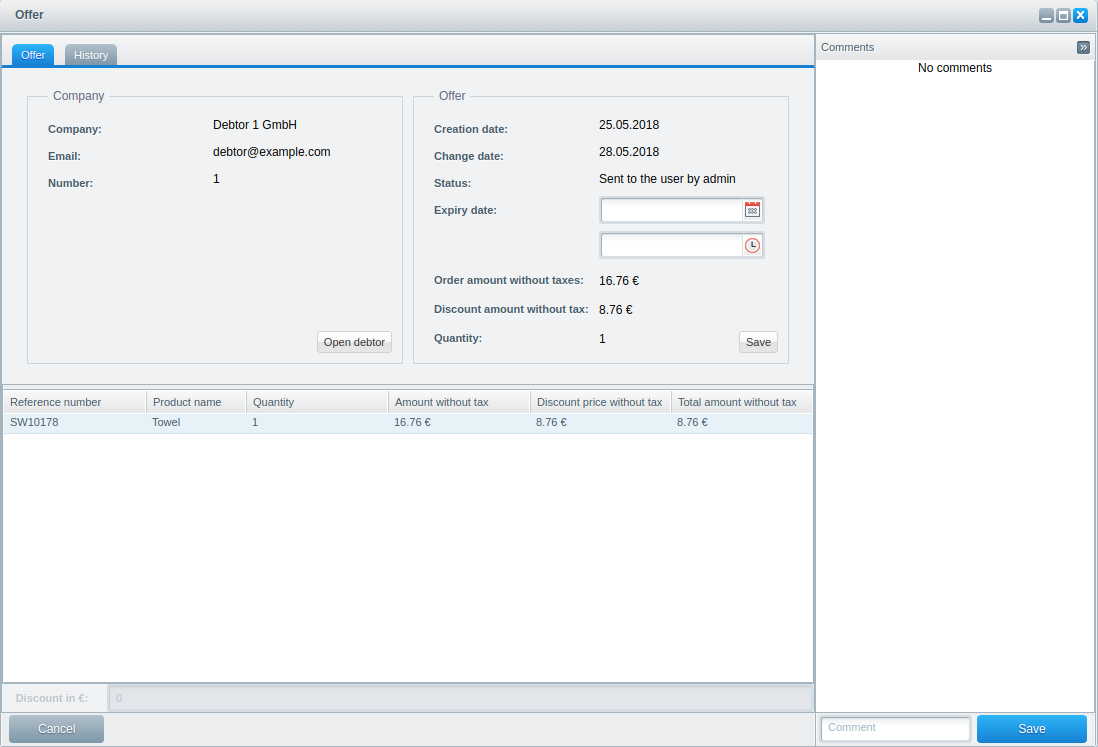 Offer
Offer History
Comments
No comments
Company
Company: Debtor 1 GmbH
Email: debtor@example.com
Number: 1
Open debtor
Offer
Creation date: 25.05.2018
Change date: 28.05.2018
Status: Sent to the user by admin
Expiry date:
Order amount without taxes: 16.76 €
Discount amount without tax: 8.76 €
Quantity: 1
Save
Reference number Product name Quantity Amount without tax Discount price without tax Total amount without tax
SW10178 Towel 1 16.76 € 8.76 € 8.76 €
Discount in €: 0
Cancel
Comment
Save